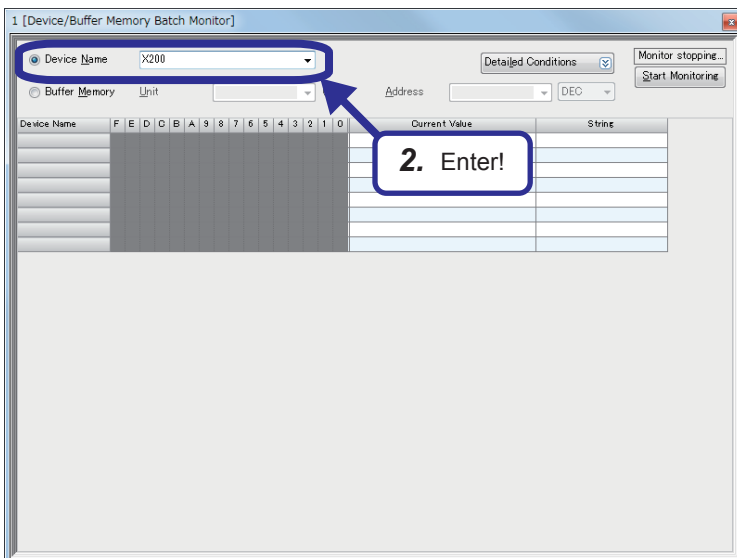 1 [Device/Buffer Memory Batch Monitor]
Device Name X200 Detailed Conditions Monitor stopping...
Start Monitoring
Buffer Memory Unit Address DEC
Device Name F E D C B A 9 8 7 6 5 4 3 2 1 0 Current Value String
2. Enter!